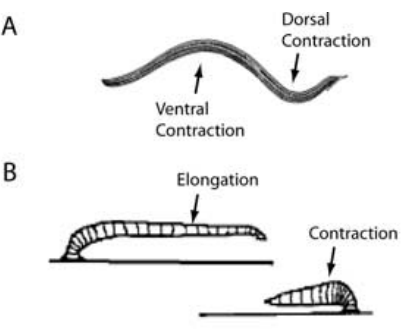 A
Dorsal
Contraction
Ventral
Contraction
B
Elongation
Contraction